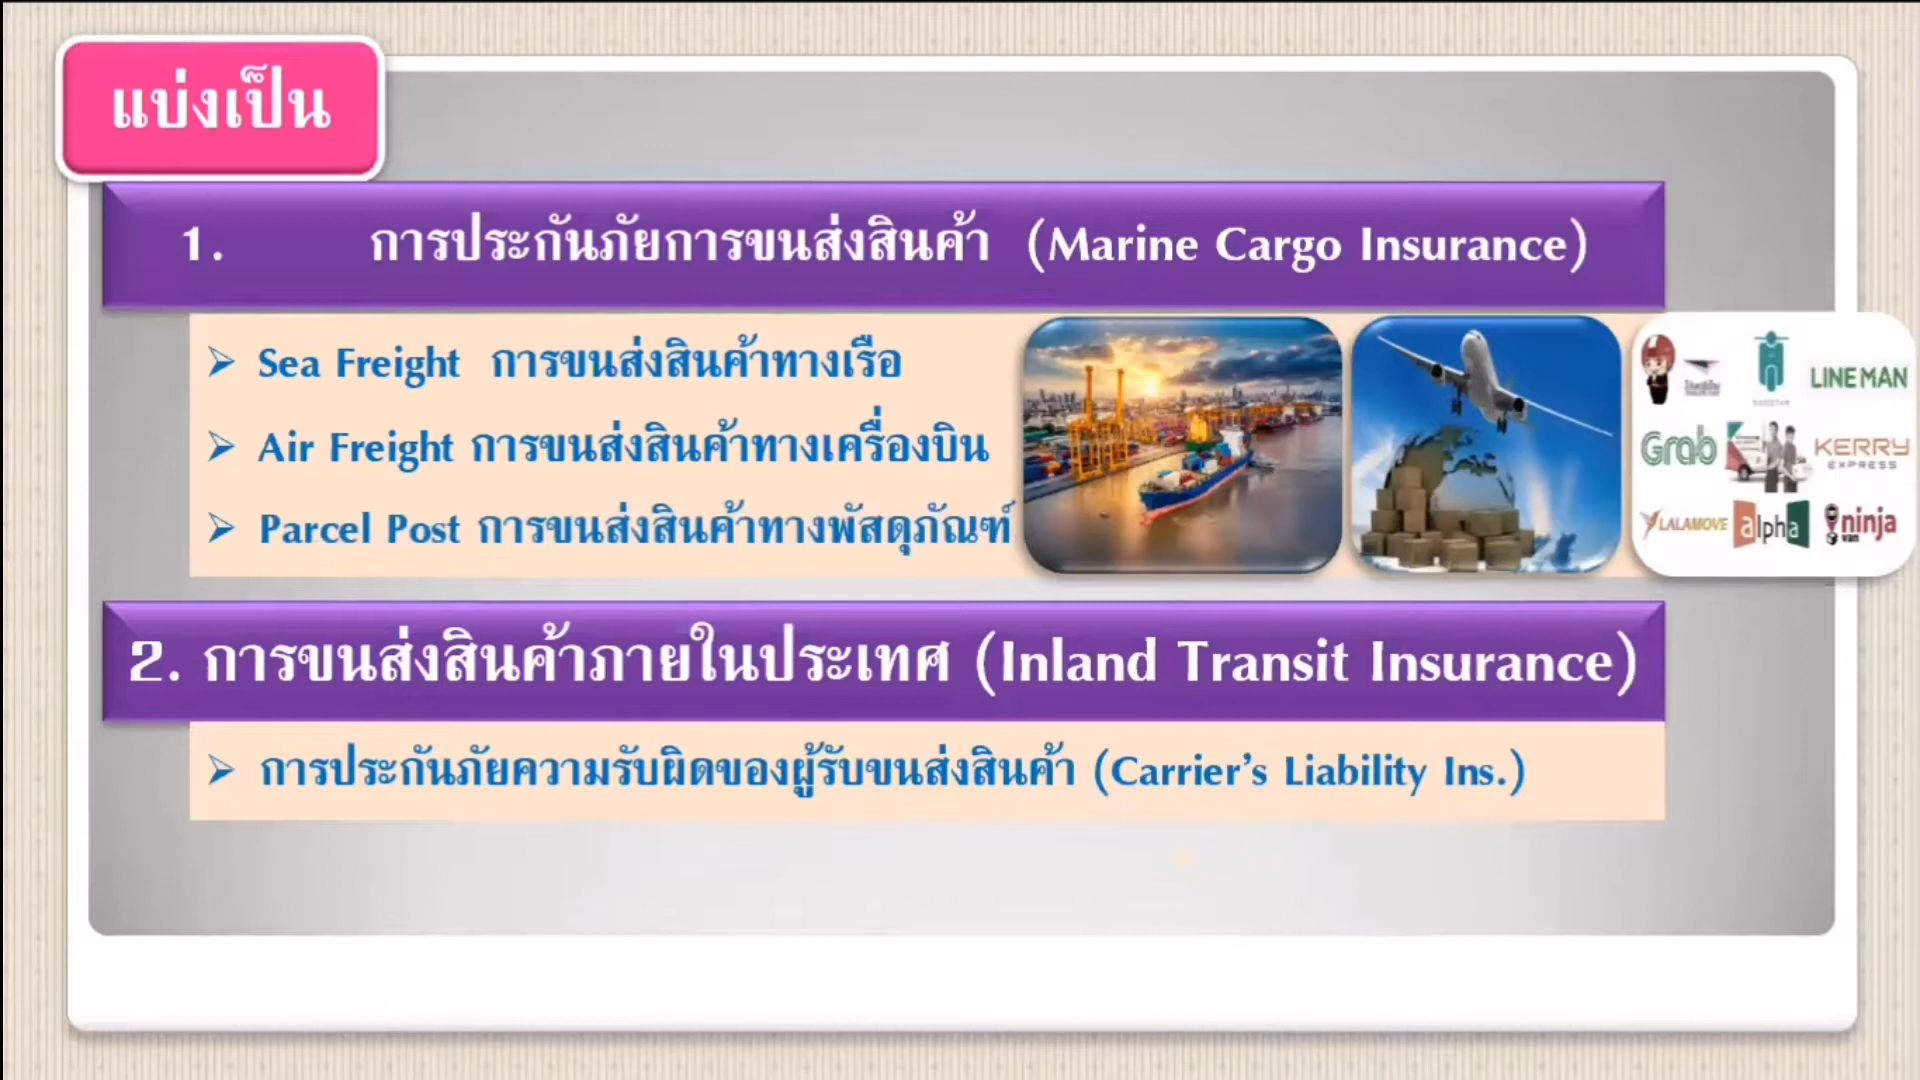 แบ่งเป็น
1. การประกันภัยการขนส่งสินค้า (Marine Cargo Insurance)
➢ Sea Freight การขนส่งสินค้าทางเรือ
➢ Air Freight การขนส่งสินค้าทางเครื่องบิน
➢ Parcel Post การขนส่งสินค้าทางพัสดุภัณฑ์
LINE MAN
Grab
KERRY
EXPRESS
LALAMOVE
alpha
ninja
van
2. การขนส่งสินค้าภายในประเทศ (Inland Transit Insurance)
➢ การประกันภัยความรับผิดของผู้รับขนส่งสินค้า (Carrier's Liability Ins.)